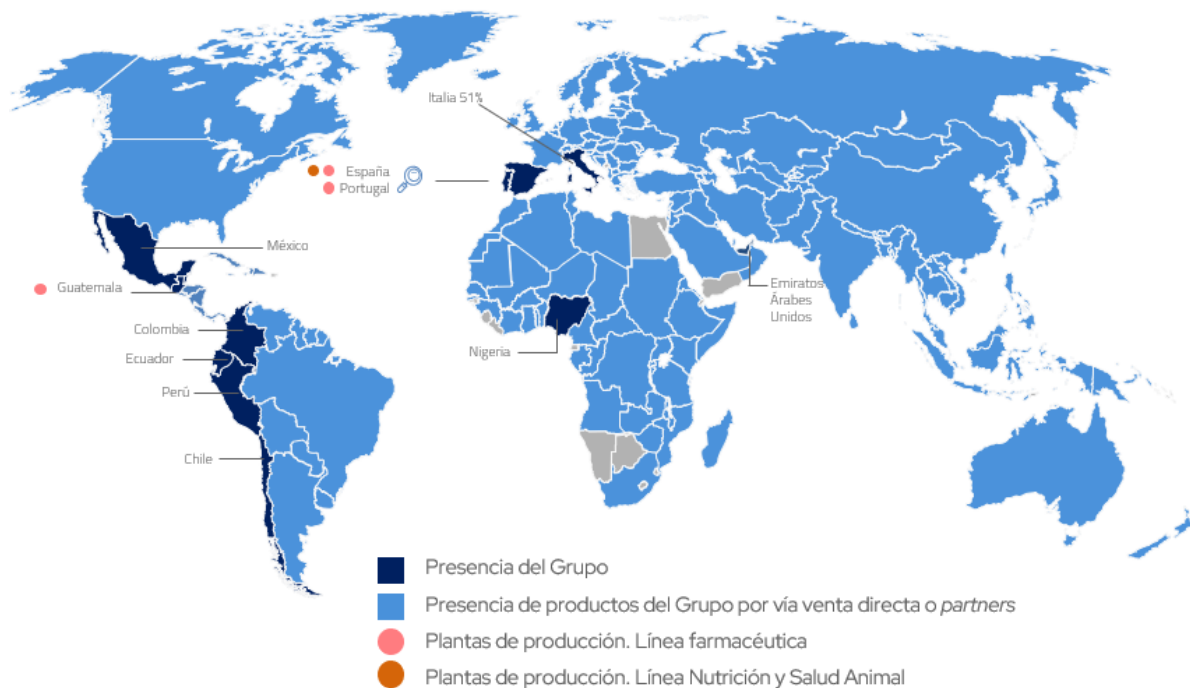 Italia 51%
España
Portugal
México
Guatemala
Emiratos
Árabes
Unidos
Colombia
Nigeria
Ecuador
Perú
Chile
Presencia del Grupo
Presencia de productos del Grupo por vía venta directa o partners
Plantas de producción. Línea farmacéutica
Plantas de producción. Línea Nutrición y Salud Animal